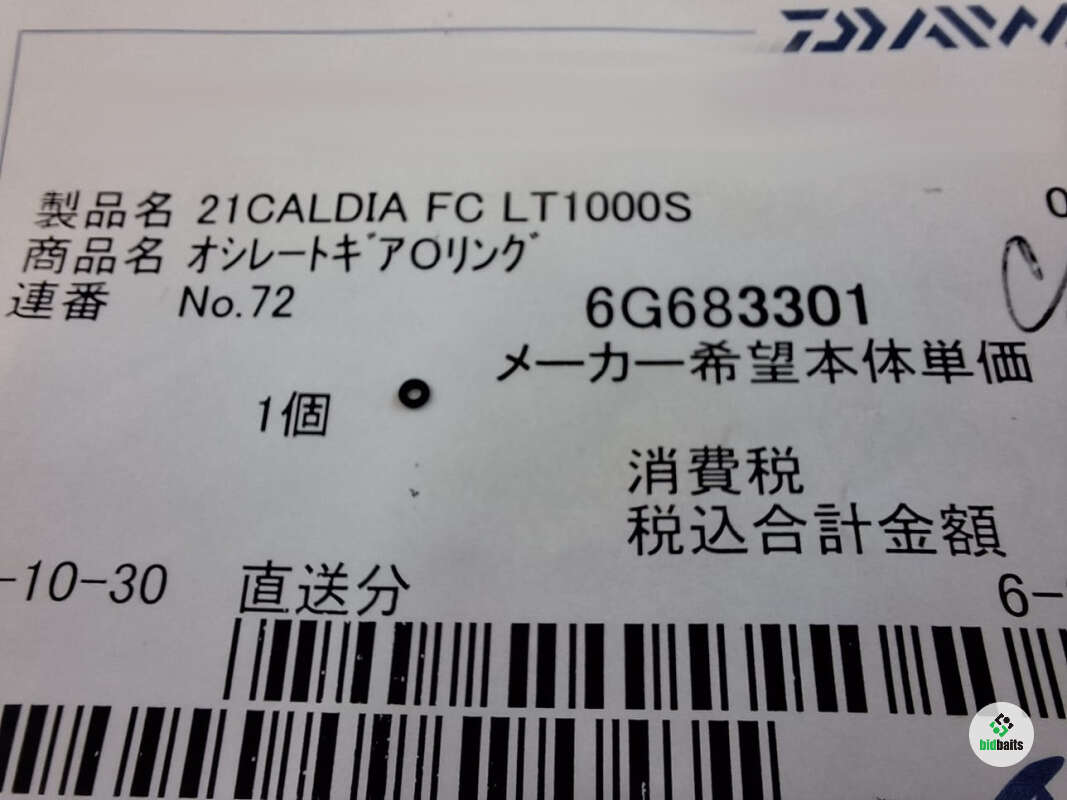 DAIWA
製品名 21CALDIA FC LT1000S
商品名 オシレートギアOリング
連番 No.72
6G683301
メーカー希望本体単価
1個
消費税
税込合計金額
-10-30 直送分
6-
bidbaits